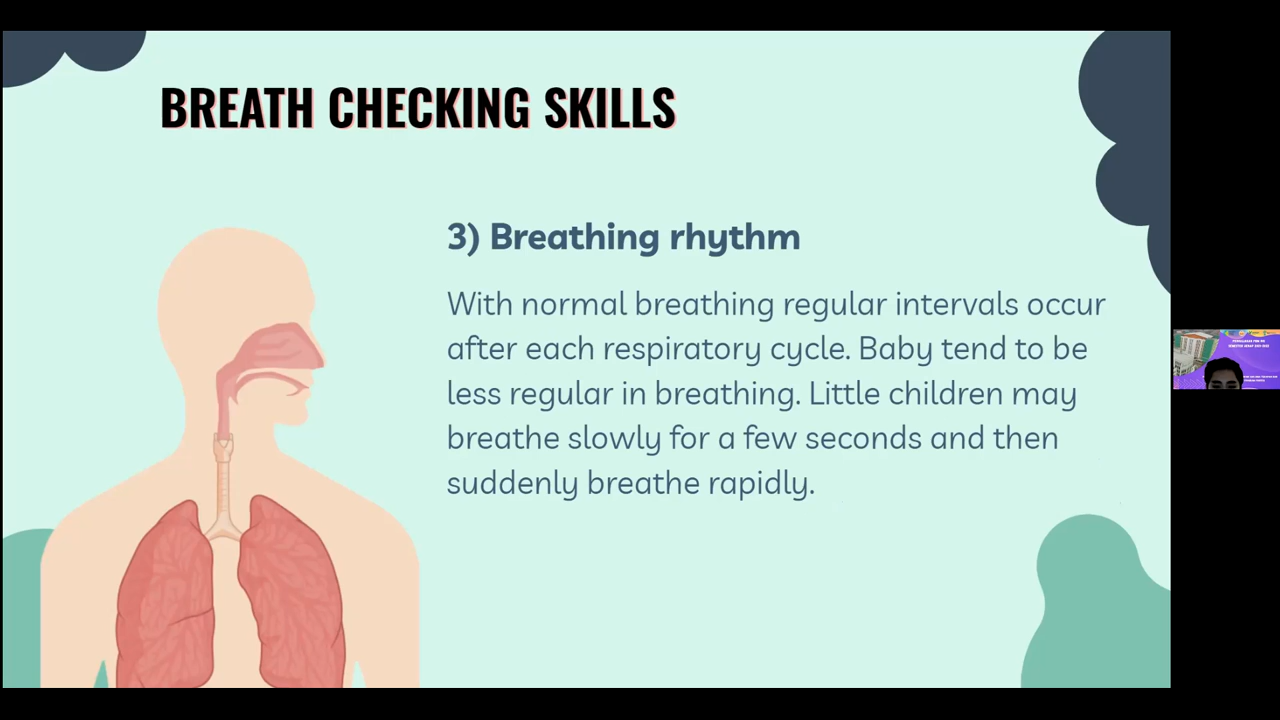 BREATH CHECKING SKILLS
3) Breathing rhythm
With normal breathing regular intervals occur
after each respiratory cycle. Baby tend to be
less regular in breathing. Little children may
breathe slowly for a few seconds and then
suddenly breathe rapidly.